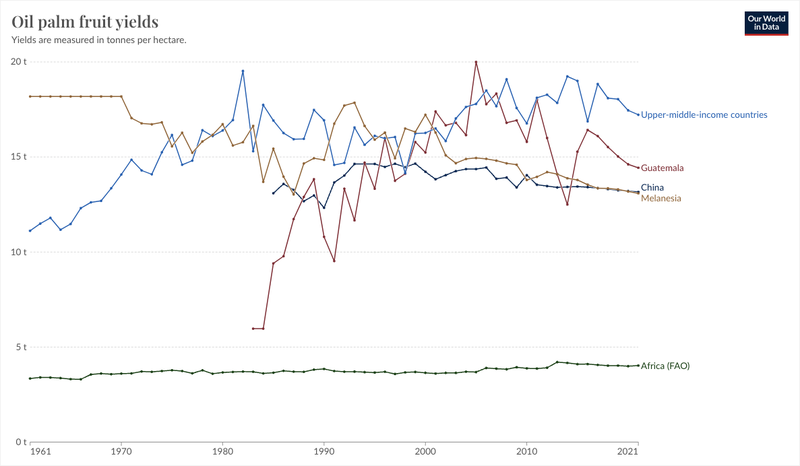 Oil palm fruit yields
Yields are measured in tonnes per hectare.
Our World
in Data
20 t
15 t
10 t
5 t
0 t
1961
1970
1980
1990
2000
2010
2021
Upper-middle-income countries
Guatemala
China
Melanesia
Africa (FAO)